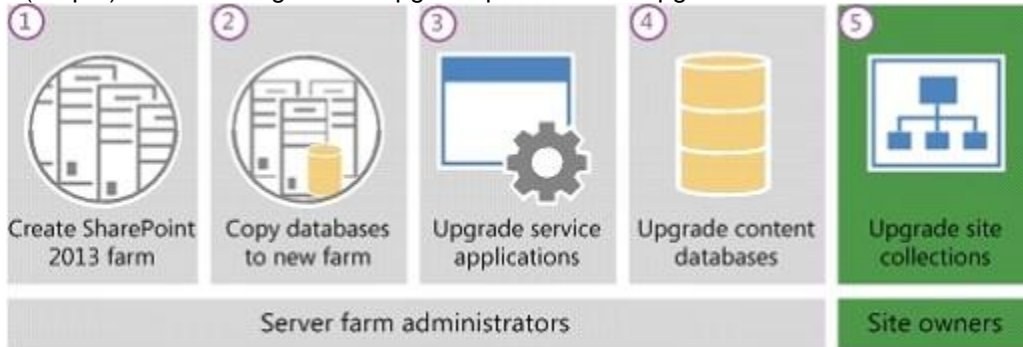 1
2
3
4
5
Create SharePoint
2013 farm
Copy databases
to new farm
Upgrade service
applications
Upgrade content
databases
Upgrade site
collections
Server farm administrators
Site owners